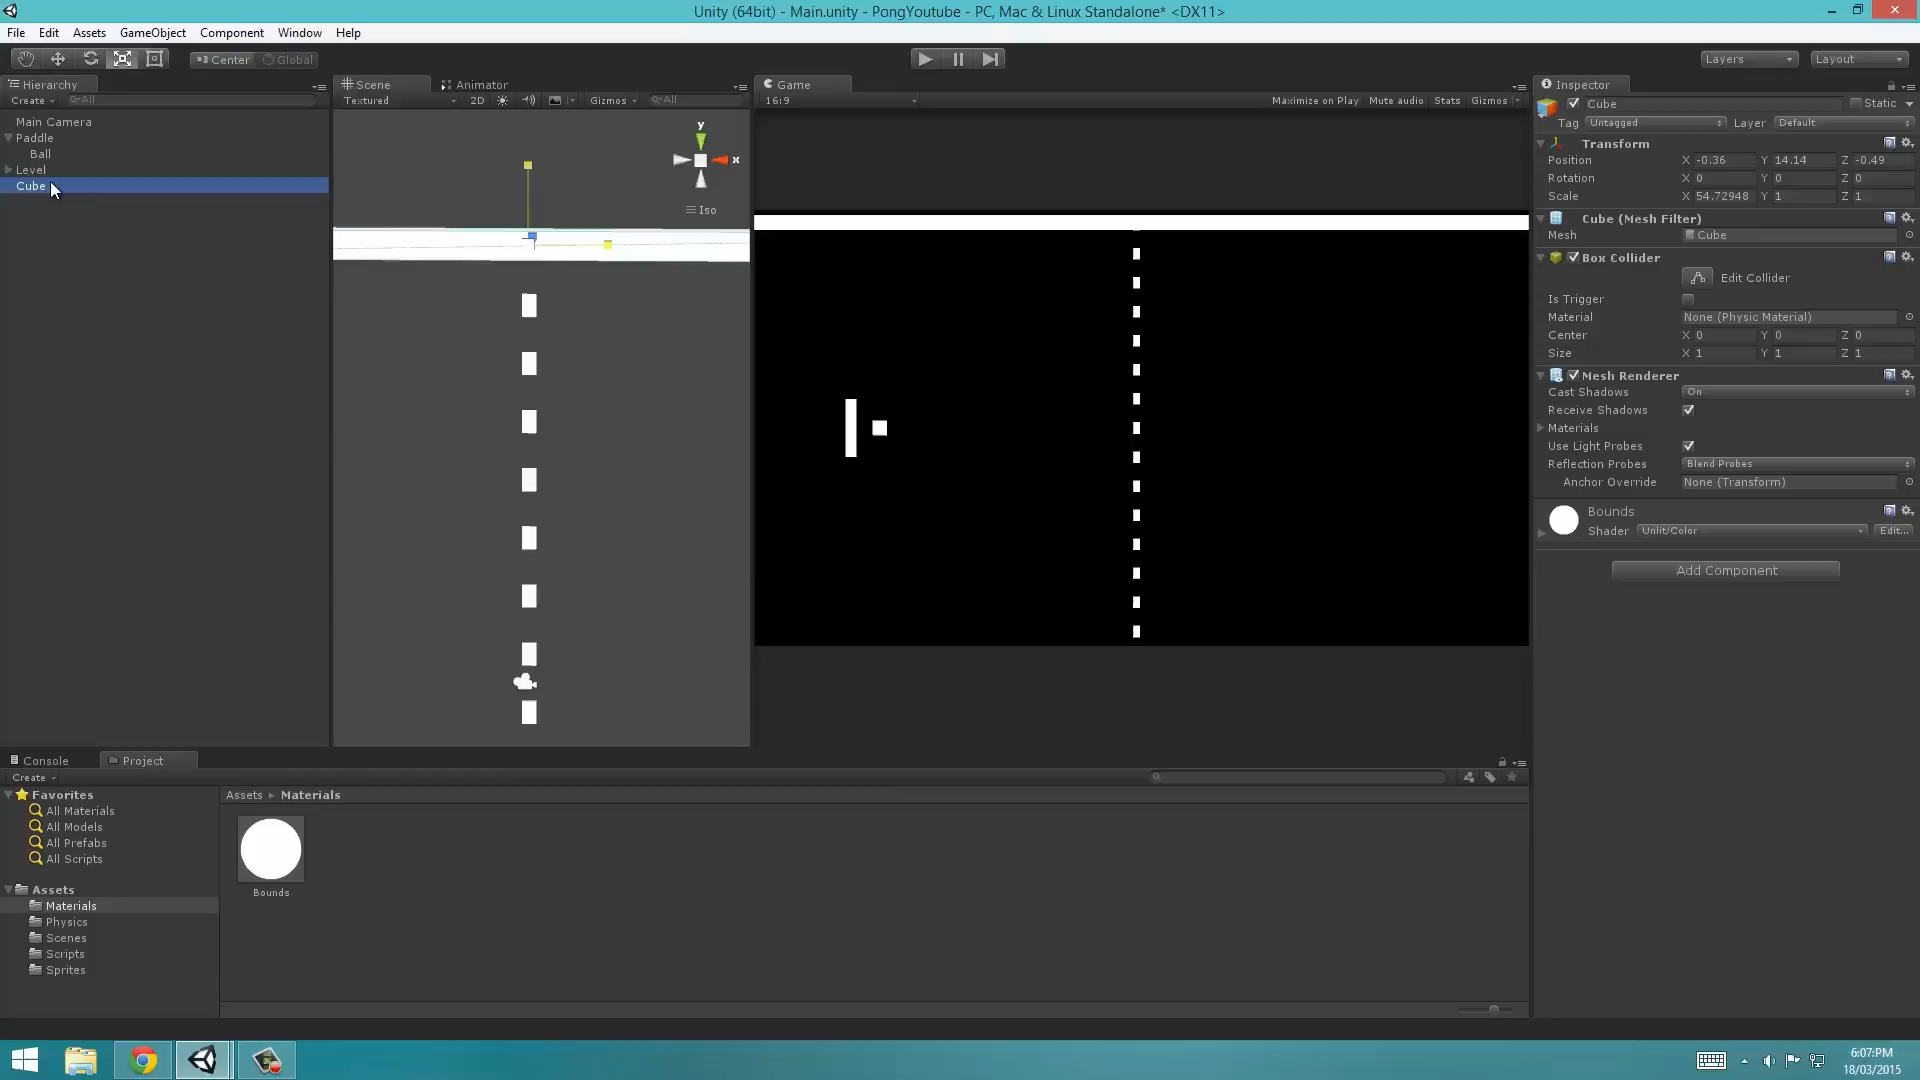 Unity (64bit) - Main.unity - PongYoutube - PC, Mac & Linux Standalone* <DX11>
File Edit Assets GameObject Component Window Help
Center Global Layers Layout
Hierarchy
Create All
Main Camera
Paddle
Ball
Level
Cube
Scene Animator
Textured 2D Gizmos All
y
x
Iso
Game
16:9 Maximize on Play Mute audio Stats Gizmos
Inspector
Cube Static
Tag Untagged Layer Default
Transform
Position X -0.36 Y 14.14 Z -0.49
Rotation X 0 Y 0 Z 0
Scale X 54.72948 Y 1 Z 1
Cube (Mesh Filter)
Mesh Cube
Box Collider
Edit Collider
Is Trigger
Material None (Physic Material)
Center X 0 Y 0 Z 0
Size X 1 Y 1 Z 1
Mesh Renderer
Cast Shadows On
Receive Shadows
Materials
Use Light Probes
Reflection Probes Blend Probes
Anchor Override None (Transform)
Bounds
Shader Unlit/Color Edit...
Add Component
Console Project
Create
Favorites
All Materials
All Models
All Prefabs
All Scripts
Assets
Materials
Physics
Scenes
Scripts
Sprites
Assets ▸ Materials
Bounds
6:07:PM
18/03/2015